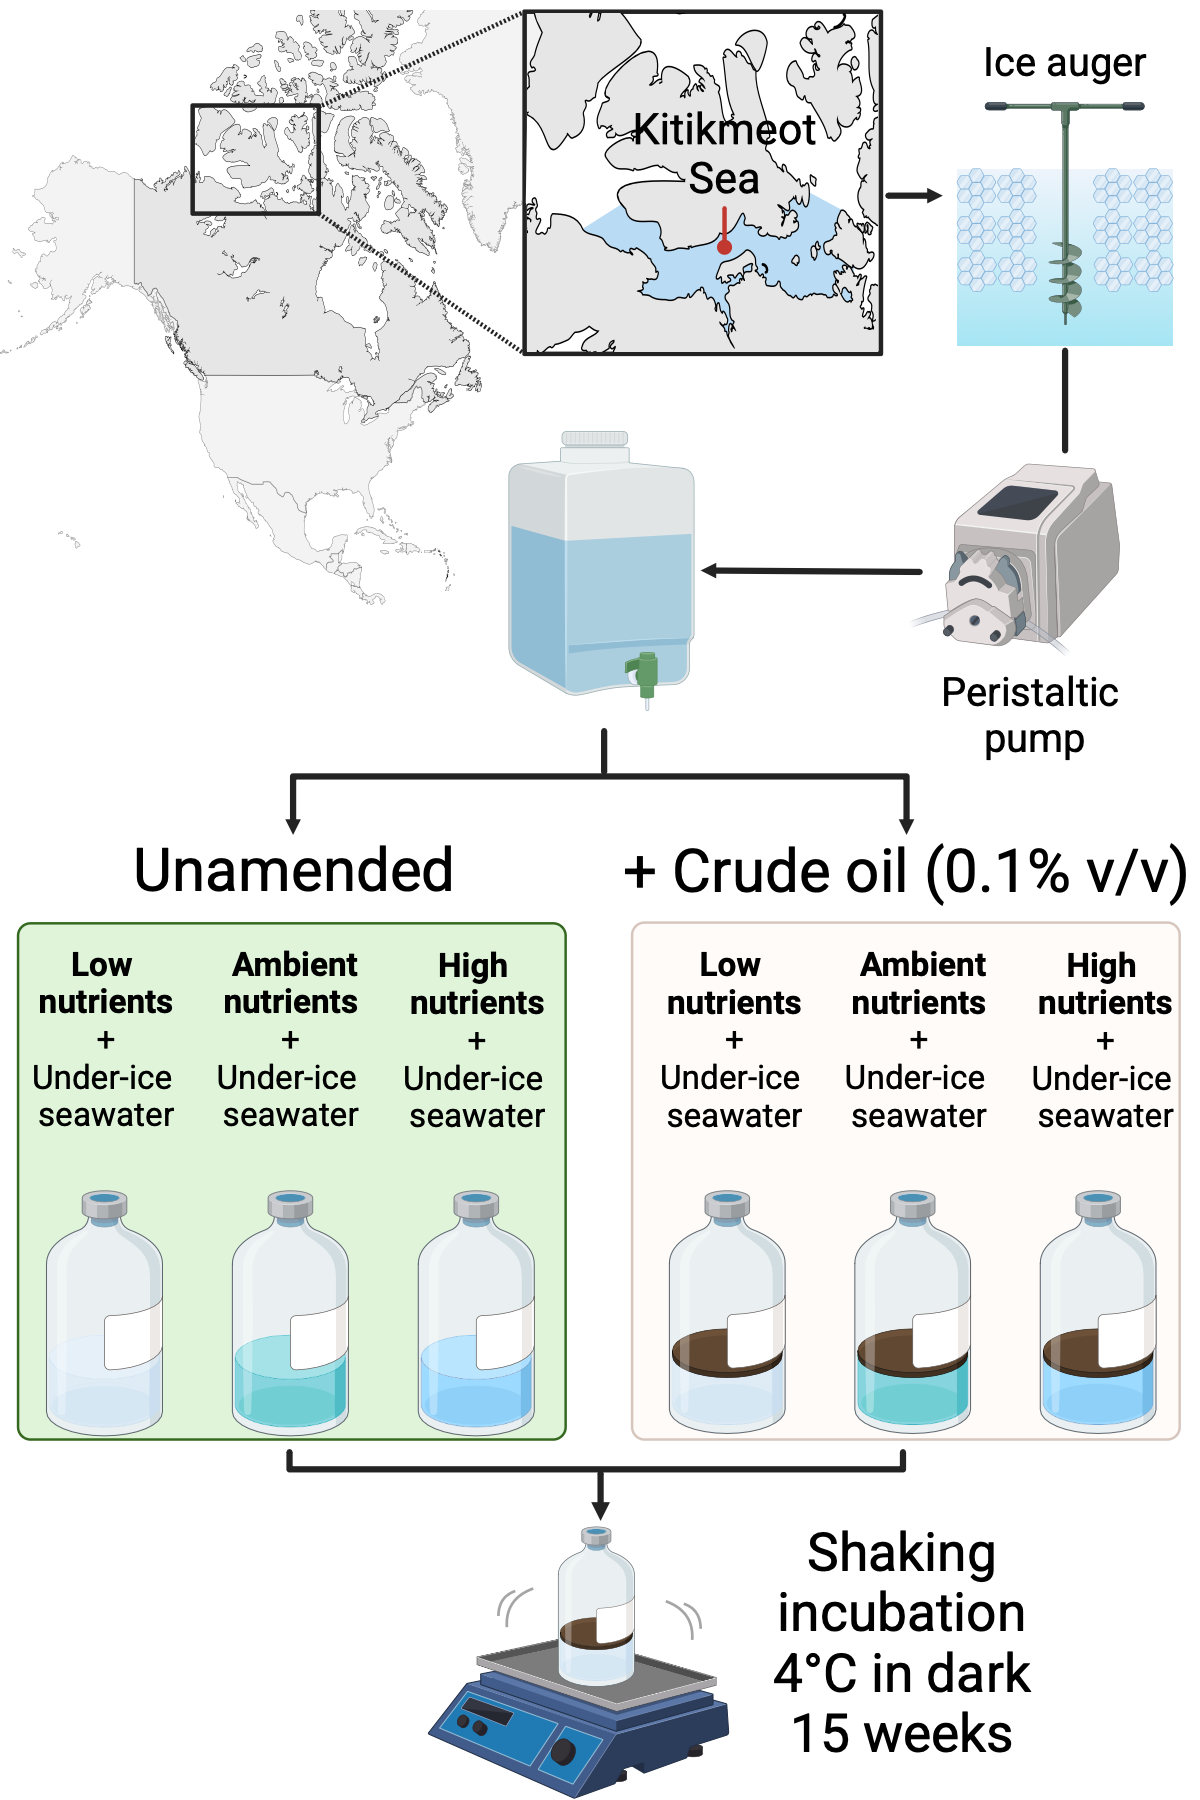 Ice auger
Kitikmeot
Sea
Peristaltic
pump
Unamended
+ Crude oil (0.1% v/v)
Low
nutrients
+
Under-ice
seawater
Ambient
nutrients
+
Under-ice
seawater
High
nutrients
+
Under-ice
seawater
Low
nutrients
+
Under-ice
seawater
Ambient
nutrients
+
Under-ice
seawater
High
nutrients
+
Under-ice
seawater
Shaking
incubation
4°C in dark
15 weeks